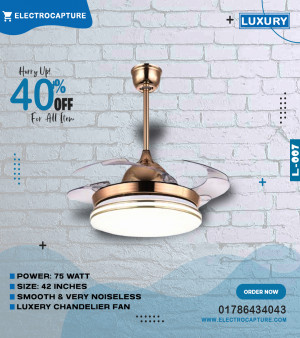 ELECTROCAPTURE
LUXURY
Hurry Up!
40% OFF
For All Item
L-007
POWER: 75 WATT
SIZE: 42 INCHES
SMOOTH & VERY NOISELESS
LUXERY CHANDELIER FAN
ORDER NOW
01786434043
WWW.ELECTROCAPTURE.COM